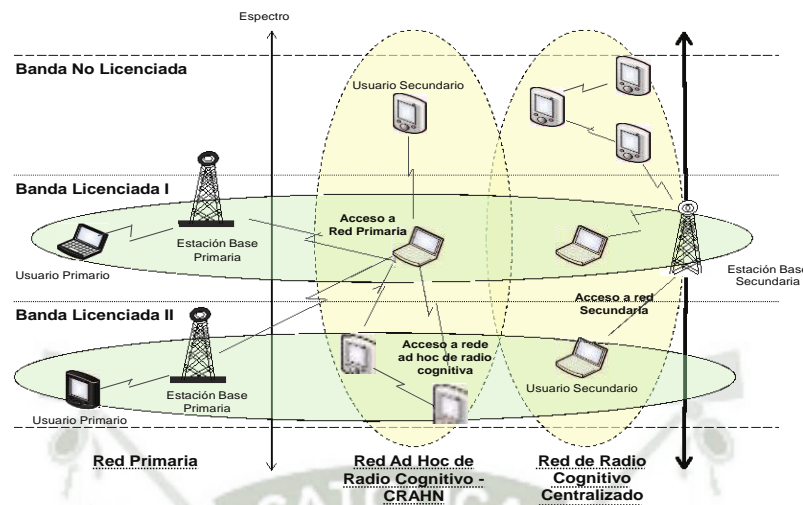 Espectro
Banda No Licenciada
Usuario Secundario
Banda Licenciada I
Acceso a
Red Primaria
Estación Base
Primaria
Usuario Primario
Estación Base
Secundaria
Banda Licenciada II
Acceso a red
Secundaria
Acceso a rede
ad hoc de radio
cognitiva
Estación Base
Primaria
Usuario Secundario
Usuario Primario
Red Primaria
Red Ad Hoc de
Radio Cognitivo -
CRAHN
Red de Radio
Cognitivo
Centralizado